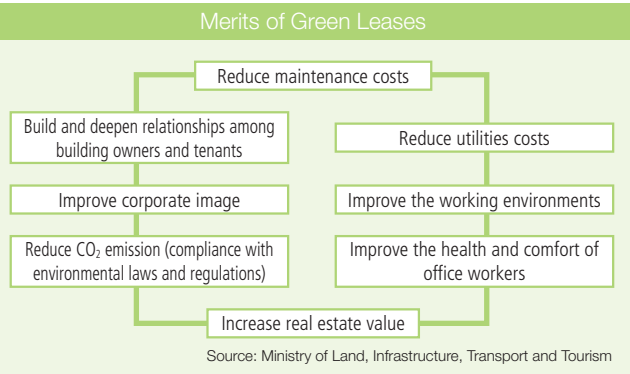 Merits of Green Leases
Reduce maintenance costs
Build and deepen relationships among
building owners and tenants
Reduce utilities costs
Improve corporate image
Improve the working environments
Reduce CO₂ emission (compliance with
environmental laws and regulations)
Improve the health and comfort of
office workers
Increase real estate value
Source: Ministry of Land, Infrastructure, Transport and Tourism